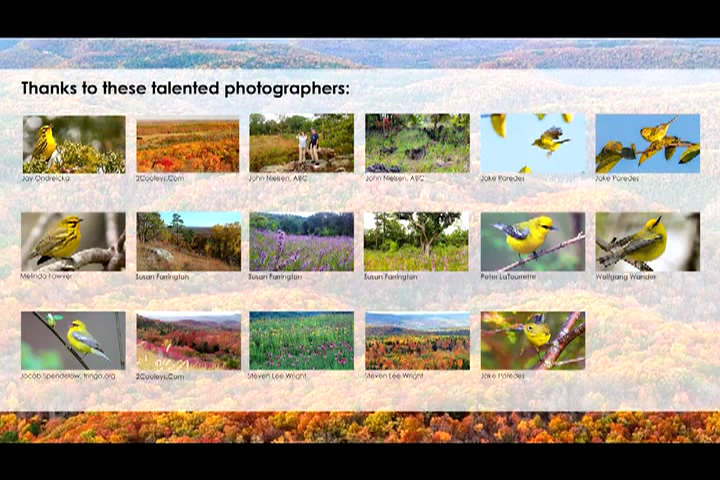 Thanks to these talented photographers:
Jay Ondreicka
2Cooleys.Com
John Nielsen, ABC
John Nielsen, ABC
Jake Paredes
Jake Paredes
Melinda Fawver
Susan Farrington
Susan Farrington
Susan Farrington
Peter LaTourrette
Wolfgang Wander
Jacob Spendelow, tringa.org
2Cooleys.Com
Steven Lee Wright
Steven Lee Wright
Jake Paredes